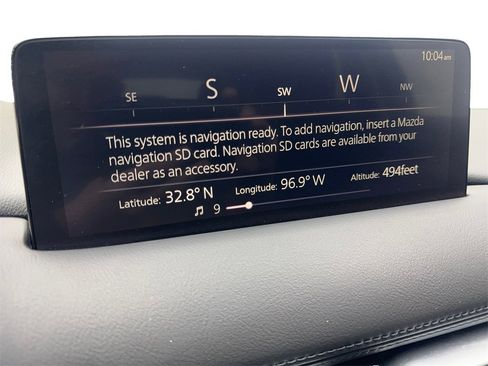 10:04 am
SE S SW W NW
This system is navigation ready. To add navigation, insert a Mazda
navigation SD card. Navigation SD cards are available from your
dealer as an accessory.
Latitude: 32.8° N Longitude: 96.9° W Altitude: 494feet
9